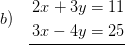 b) 2x + 3y = 11
3x − 4y = 25